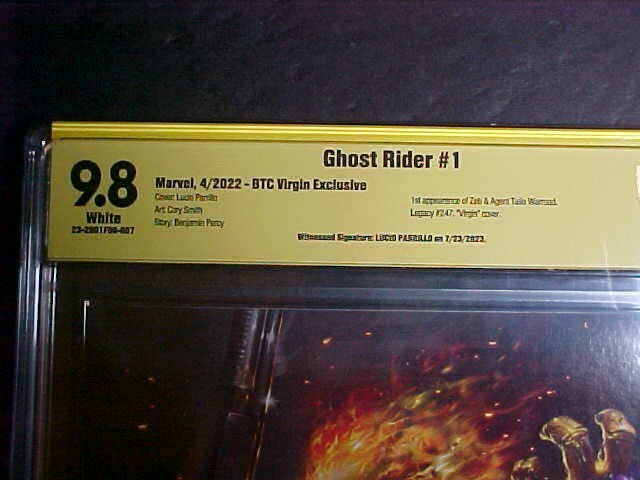 Ghost Rider #1
9.8
White
Marvel, 4/2022 - BTC Virgin Exclusive
Cover: Lucio Parrillo
Art: Cory Smith
Story: Benjamin Percy
1st appearance of Zeb & Agent Talia Warroad.
Legacy #247. "Virgin" cover.
Witnessed Signature: LUCIO PARRILLO on 7/23/2023.